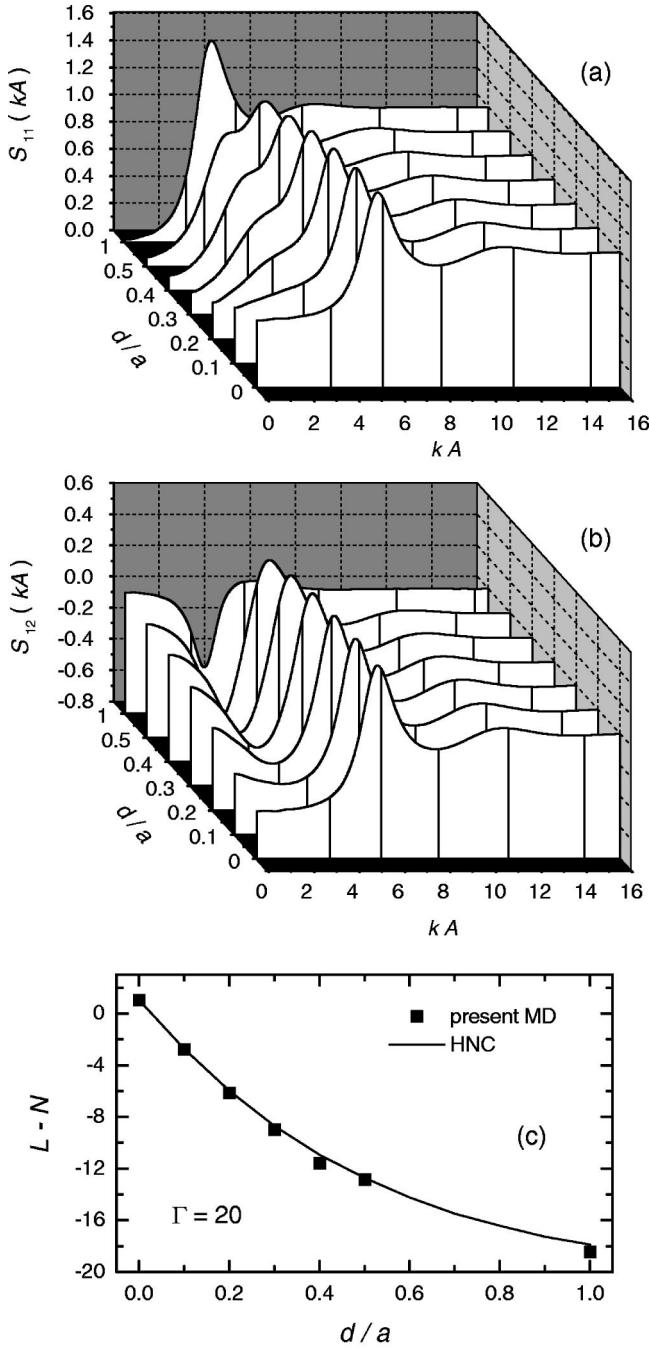 1.6
1.4
1.2
1.0
0.8
0.6
0.4
0.2
0.0
S11 ( kA )
(a)
1
0.5
0.4
0.3
0.2
0.1
0
d / a
0 2 4 6 8 10 12 14 16
k A
0.6
0.4
0.2
0.0
-0.2
-0.4
-0.6
-0.8
S12 ( kA )
(b)
1
0.5
0.4
0.3
0.2
0.1
0
d / a
0 2 4 6 8 10 12 14 16
k A
0
-4
-8
-12
-16
-20
L - N
present MD
HNC
(c)
Γ = 20
0.0 0.2 0.4 0.6 0.8 1.0
d / a